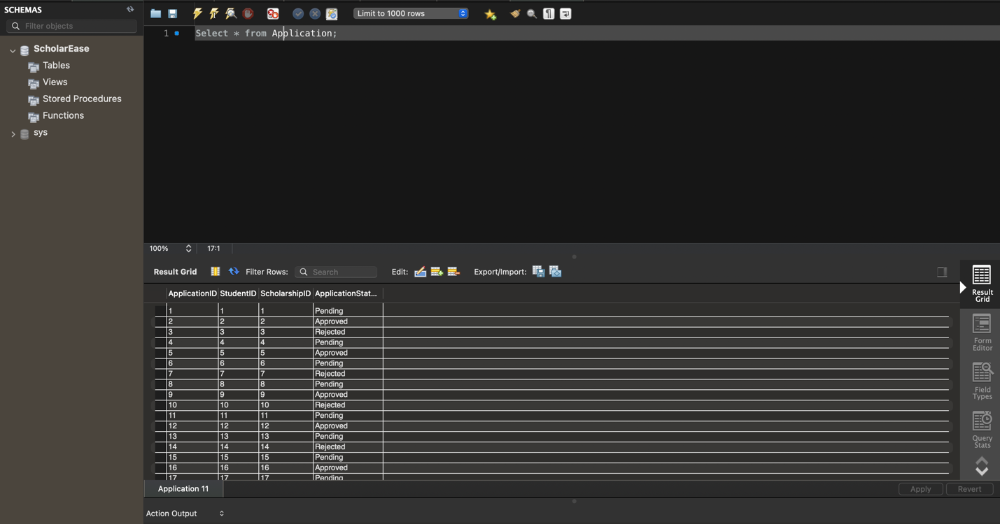 SCHEMAS
Filter objects
ScholarEase
Tables
Views
Stored Procedures
Functions
sys
Limit to 1000 rows
1 Select * from Application;
100% 17:1
Result Grid Filter Rows: Search Edit: Export/Import:
ApplicationID StudentID ScholarshipID ApplicationStat...
1 1 1 Pending
2 2 2 Approved
3 3 3 Rejected
4 4 4 Pending
5 5 5 Approved
6 6 6 Pending
7 7 7 Rejected
8 8 8 Pending
9 9 9 Approved
10 10 10 Rejected
11 11 11 Pending
12 12 12 Approved
13 13 13 Pending
14 14 14 Rejected
15 15 15 Pending
16 16 16 Approved
17 17 17 Pending
Result
Grid
Form
Editor
Field
Types
Query
Stats
Application 11 Apply Revert
Action Output